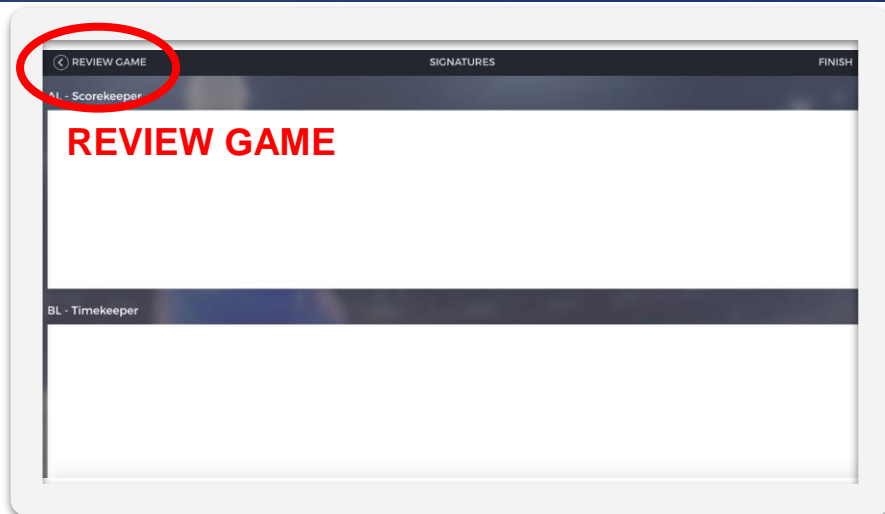 REVIEW GAME SIGNATURES FINISH
AL - Scorekeeper
REVIEW GAME
BL - Timekeeper